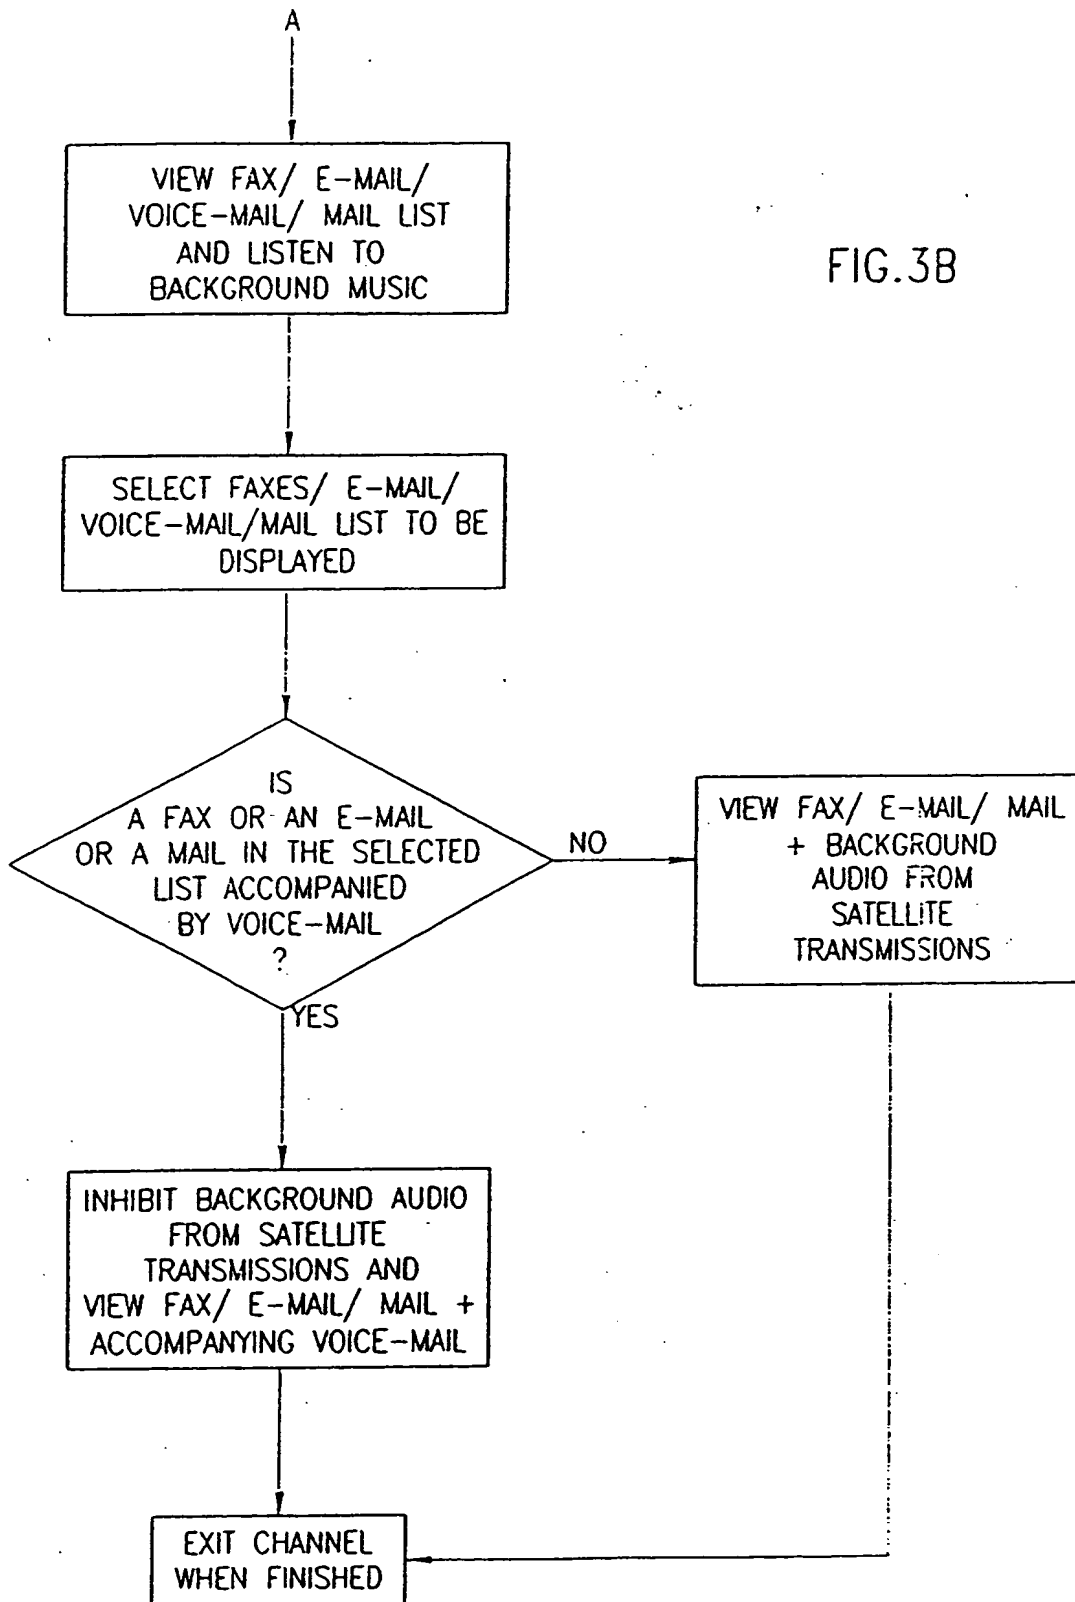 A
VIEW FAX/ E-MAIL/
VOICE-MAIL/ MAIL LIST
AND LISTEN TO
BACKGROUND MUSIC
FIG.3B
SELECT FAXES/ E-MAIL/
VOICE-MAIL/MAIL LIST TO BE
DISPLAYED
IS
A FAX OR AN E-MAIL
OR A MAIL IN THE SELECTED
LIST ACCOMPANIED
BY VOICE-MAIL
?
NO
VIEW FAX/ E-MAIL/ MAIL
+ BACKGROUND
AUDIO FROM
SATELLITE
TRANSMISSIONS
YES
INHIBIT BACKGROUND AUDIO
FROM SATELLITE
TRANSMISSIONS AND
VIEW FAX/ E-MAIL/ MAIL +
ACCOMPANYING VOICE-MAIL
EXIT CHANNEL
WHEN FINISHED